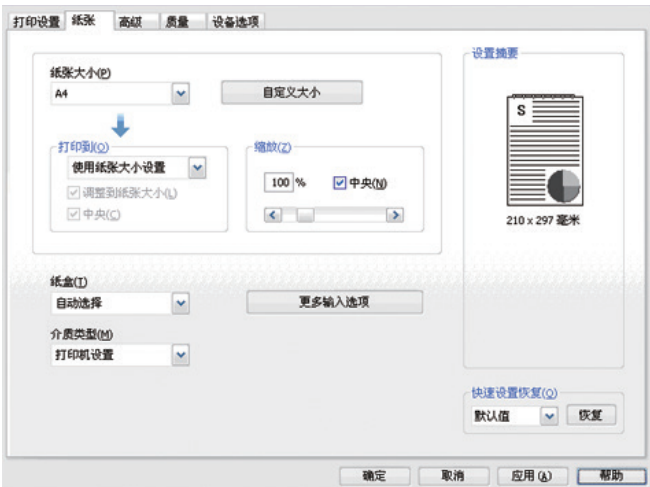 打印设置 纸张 高级 质量 设备选项
纸张大小(P)
A4
自定义大小
打印到(O)
使用纸张大小设置
调整到纸张大小(L)
中央(C)
缩放(Z)
100 % 中央(N)
纸盒(T)
自动选择
更多输入选项
介质类型(M)
打印机设置
设置摘要
S
210 x 297 毫米
快速设置恢复(Q)
默认值 恢复
确定 取消 应用(A) 帮助